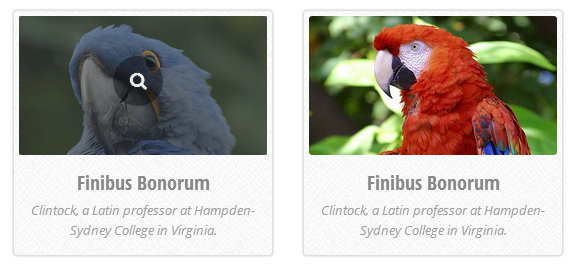 Finibus Bonorum
Clintock, a Latin professor at Hampden-
Sydney College in Virginia.
Finibus Bonorum
Clintock, a Latin professor at Hampden-
Sydney College in Virginia.